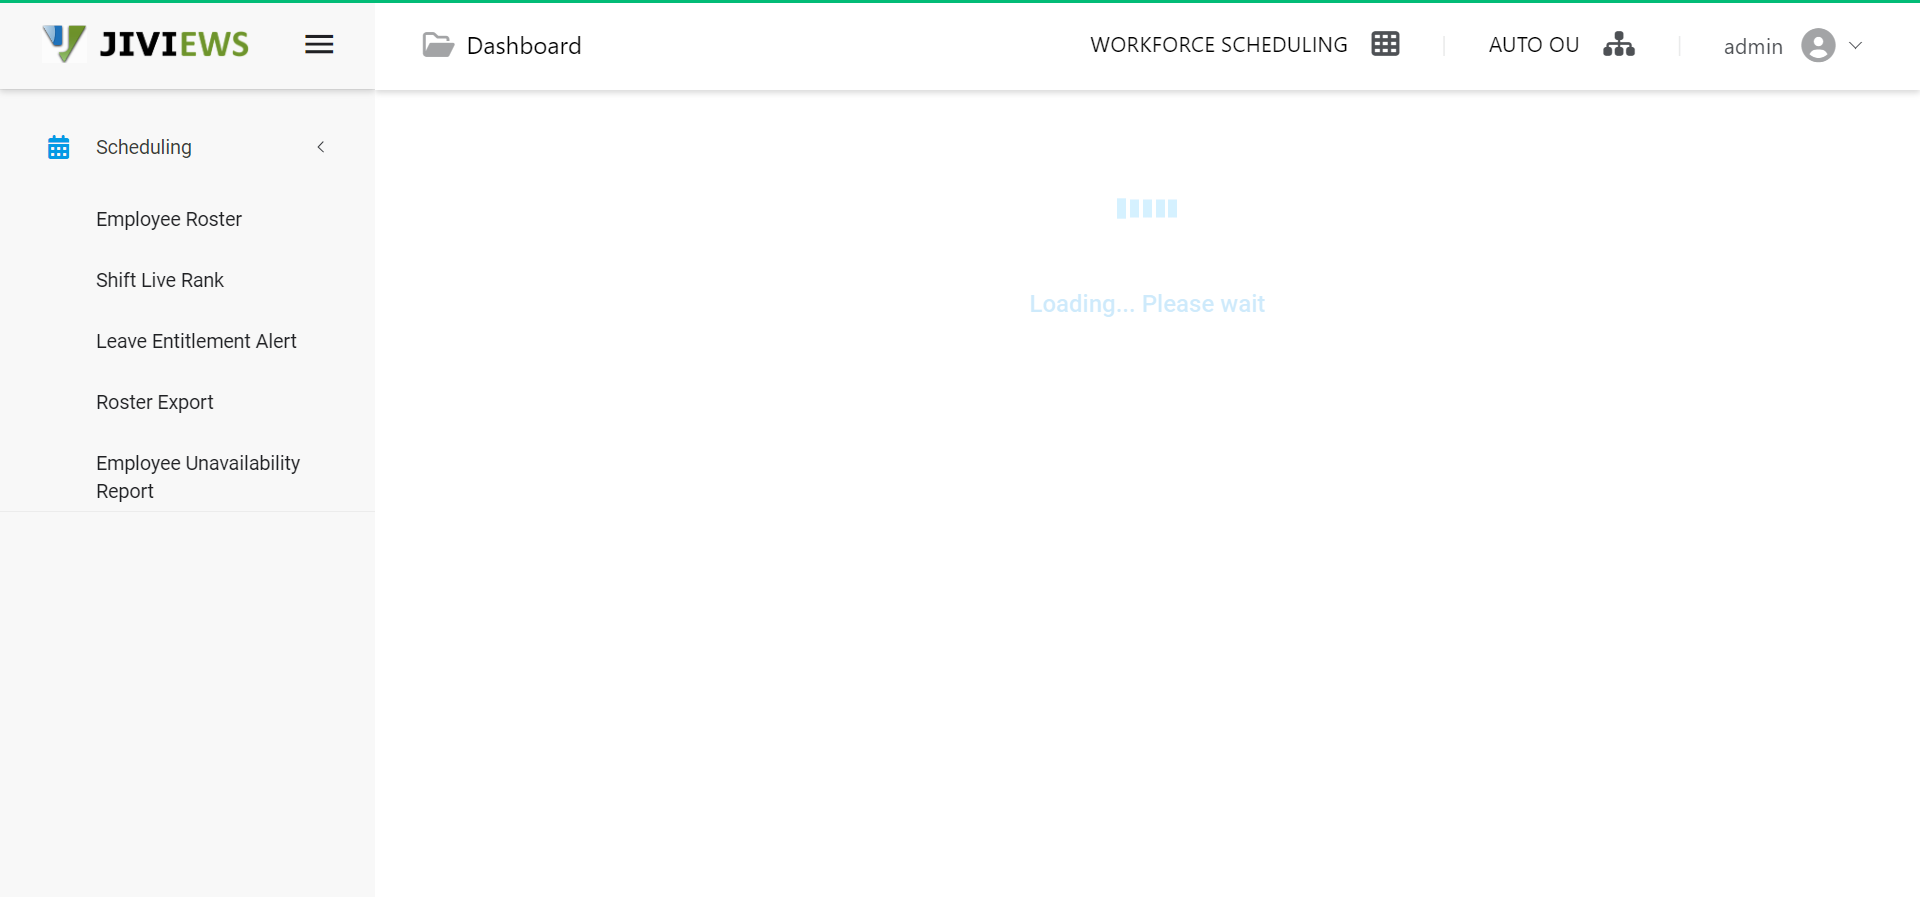 JIVIEWS
Dashboard
WORKFORCE SCHEDULING
AUTO OU
admin
Scheduling
Employee Roster
Shift Live Rank
Leave Entitlement Alert
Roster Export
Employee Unavailability
Report
Loading... Please wait